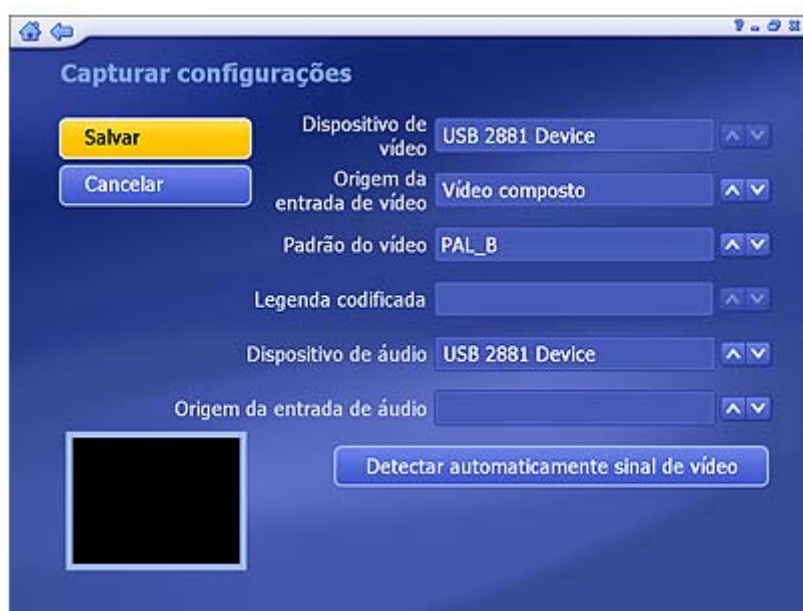 Capturar configurações
Salvar
Cancelar
Dispositivo de
vídeo
USB 2881 Device
Origem da
entrada de vídeo
Vídeo composto
Padrão do vídeo
PAL_B
Legenda codificada
Dispositivo de áudio
USB 2881 Device
Origem da entrada de áudio
Detectar automaticamente sinal de vídeo